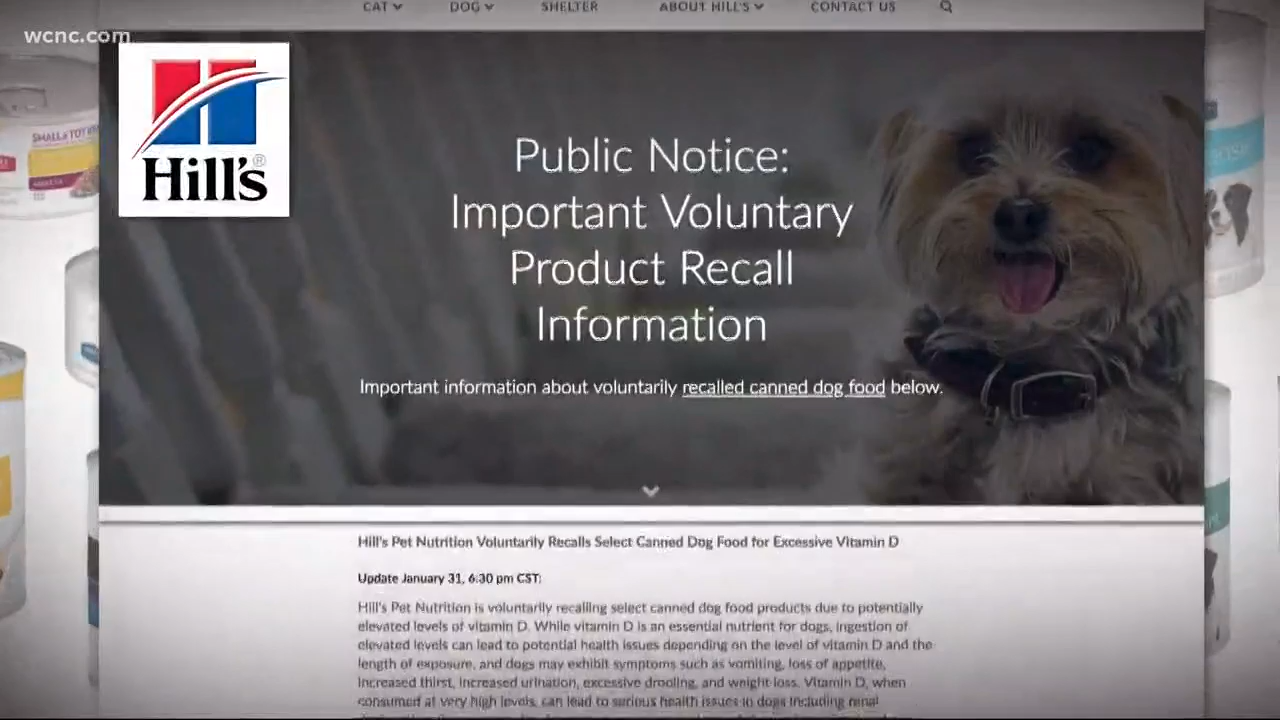 CAT DOG SHELTER ABOUT HILL'S CONTACT US
wcnc.com
Hill's®
SMALL & TOY
Public Notice:
Important Voluntary
Product Recall
Information
Important information about voluntarily recalled canned dog food below.
Hill's Pet Nutrition Voluntarily Recalls Select Canned Dog Food for Excessive Vitamin D
Update January 31, 6:30 pm CST:
Hill's Pet Nutrition is voluntarily recalling select canned dog food products due to potentially
elevated levels of vitamin D. While vitamin D is an essential nutrient for dogs, ingestion of
elevated levels can lead to potential health issues depending on the level of vitamin D and the
length of exposure, and dogs may exhibit symptoms such as vomiting, loss of appetite,
increased thirst, increased urination, excessive drooling, and weight loss. Vitamin D, when
consumed at very high levels, can lead to serious health issues in dogs including renal